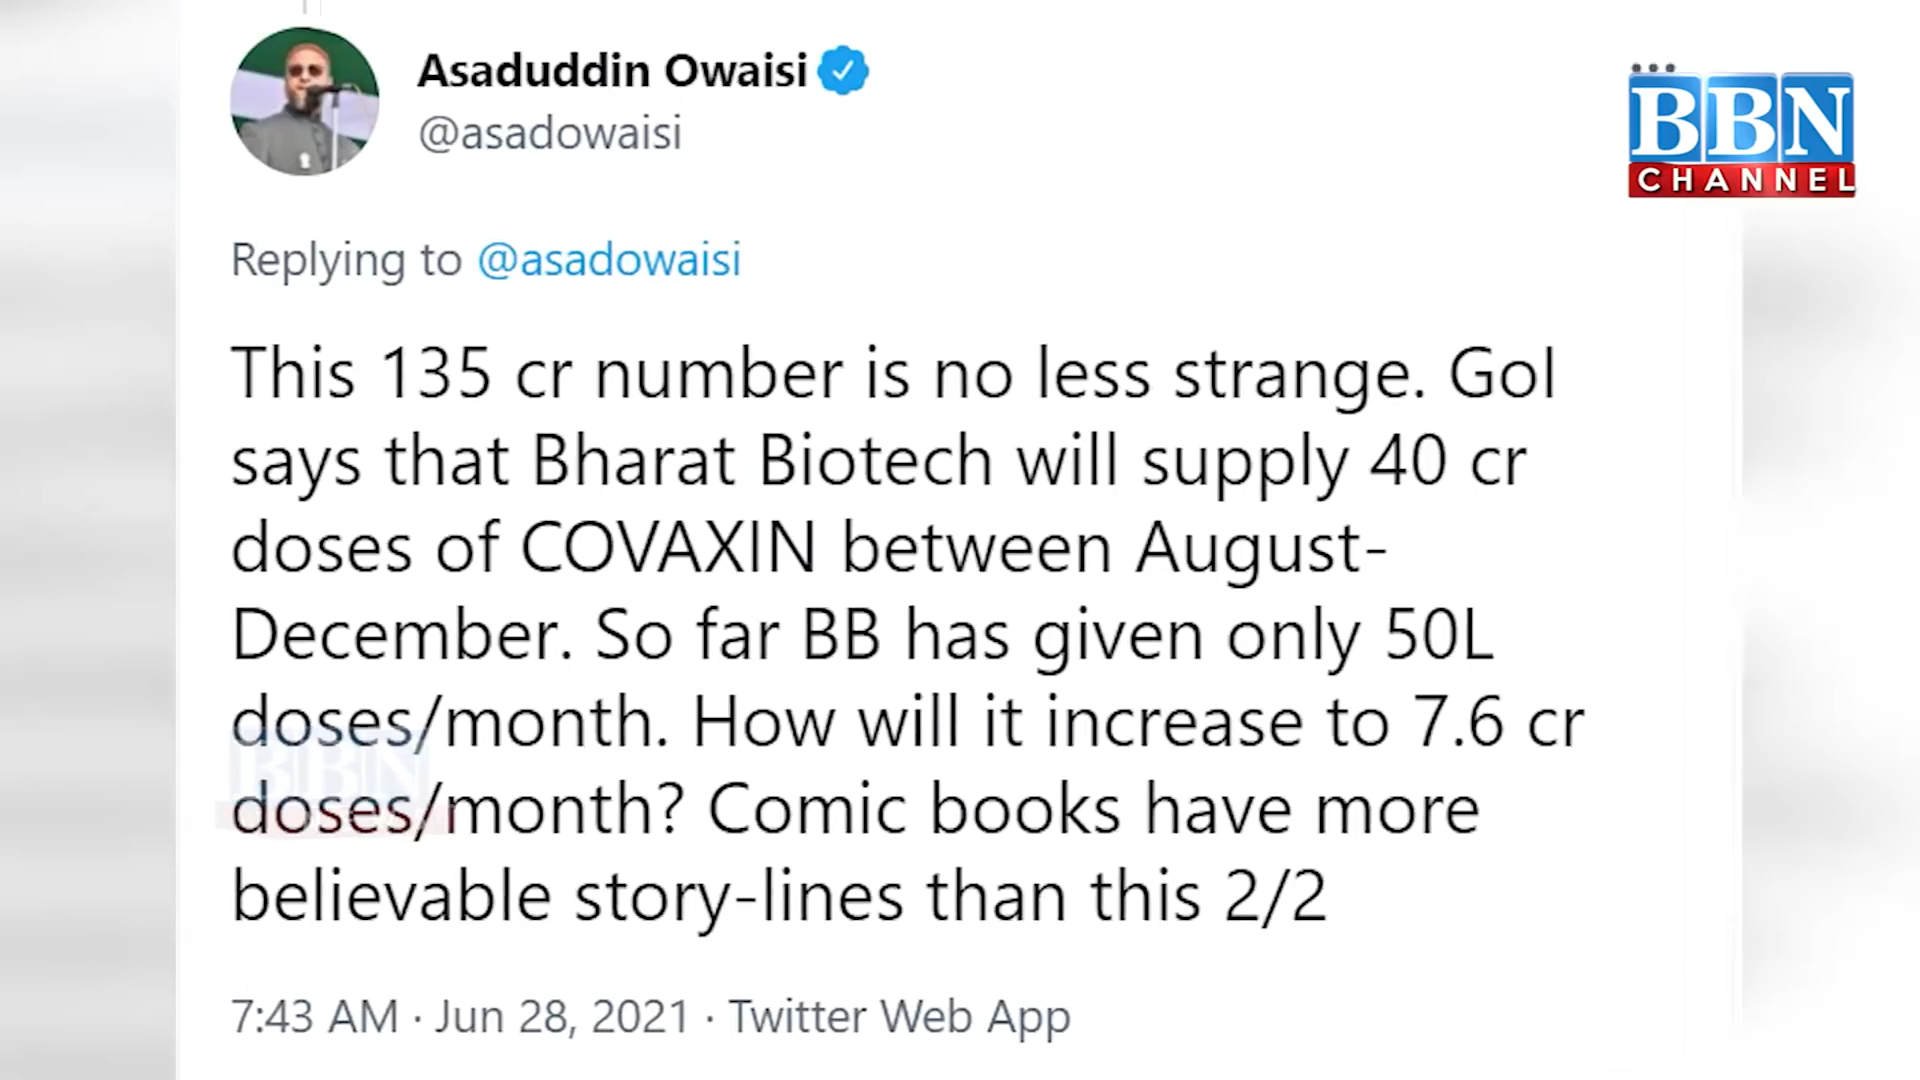 Asaduddin Owaisi
@asadowaisi
BBN
CHANNEL
Replying to @asadowaisi
This 135 cr number is no less strange. GoI
says that Bharat Biotech will supply 40 cr
doses of COVAXIN between August-
December. So far BB has given only 50L
doses/month. How will it increase to 7.6 cr
doses/month? Comic books have more
believable story-lines than this 2/2
BBN
7:43 AM · Jun 28, 2021 · Twitter Web App